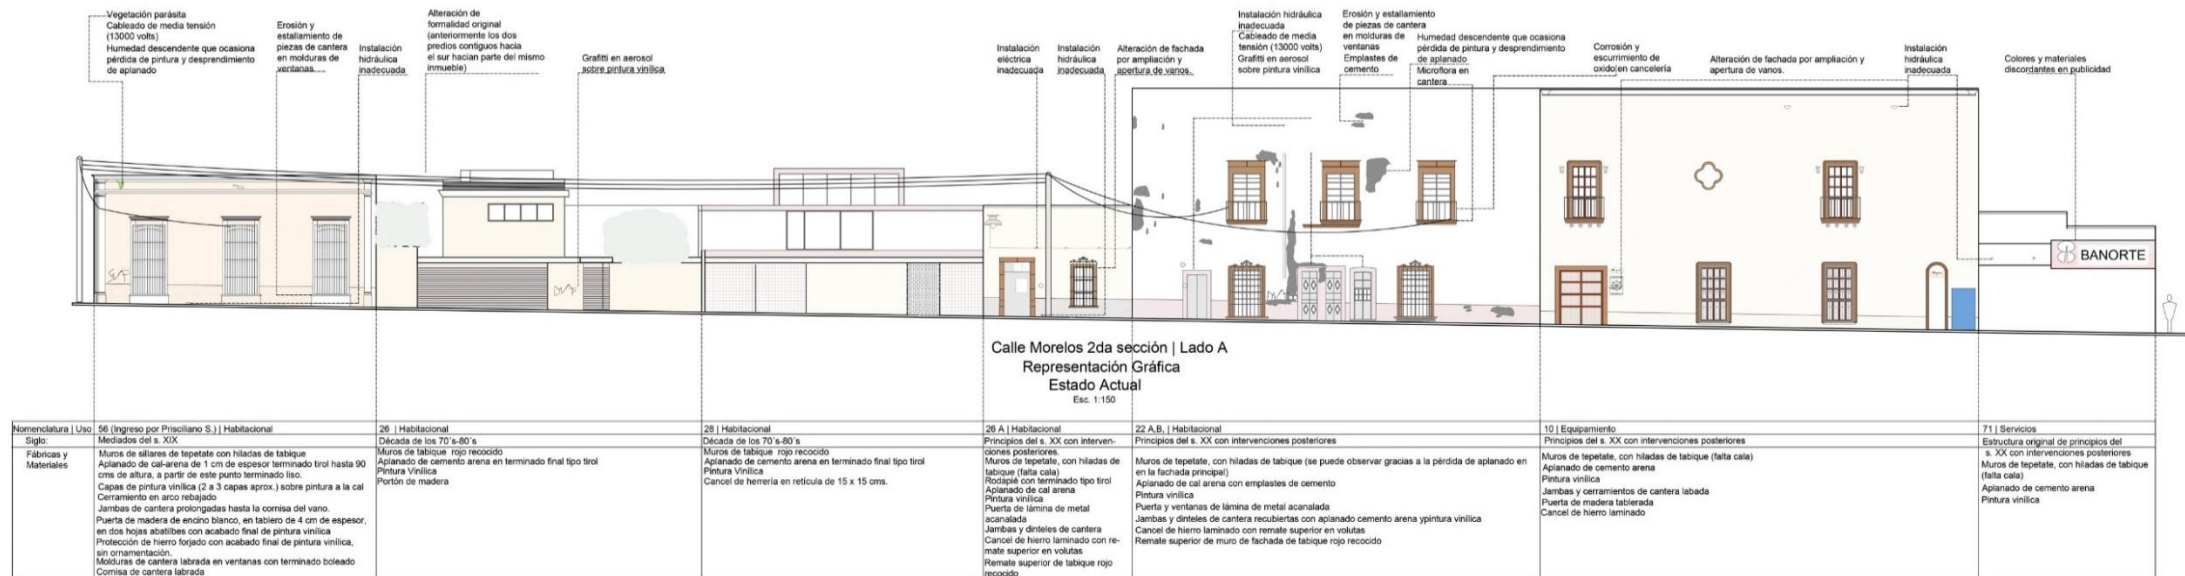 Vegetación parásita
Cableado de media tensión
(13000 volts)
Humedad descendente que ocasiona
pérdida de pintura y desprendimiento
de aplanado
Erosión y
estallamiento de
piezas de cantera
en molduras de
ventanas
Instalación
hidráulica
inadecuada
Alteración de
formalidad original
(anteriormente los dos
predios contiguos hacia
el sur hacian parte del mismo
inmueble)
Grafitti en aerosol
sobre pintura vinílica
Instalación
eléctrica
inadecuada
Instalación
hidráulica
inadecuada
Alteración de fachada
por ampliación y
apertura de vanos.
Instalación hidráulica
inadecuada
Cableado de media
tensión (13000 volts)
Grafitti en aerosol
sobre pintura vinílica
Erosión y estallamiento
de piezas de cantera
en molduras de
ventanas
Emplastes de
cemento
Humedad descendente que ocasiona
pérdida de pintura y desprendimiento
de aplanado
Microflora en
cantera
Corrosión y
escurrimiento de
oxidoen cancelería
Alteración de fachada por ampliación y
apertura de vanos.
Instalación
hidráulica
inadecuada
Colores y materiales
discordantes en publicidad
BANORTE
Calle Morelos 2da sección | Lado A
Representación Gráfica
Estado Actual
Esc. 1:150
Nomenclatura | Uso
Siglo:
Fábricas y
Materiales
56 (Ingreso por Prisciliano S.) | Habitacional
Mediados del s. XIX
Muros de sillares de tepetate con hiladas de tabique
Aplanado de cal-arena de 1 cm de espesor terminado tirol hasta 90
cms de altura, a partir de este punto terminado liso.
Capas de pintura vinílica (2 a 3 capas aprox.) sobre pintura a la cal
Cerramiento en arco rebajado
Jambas de cantera prolongadas hasta la cornisa del vano.
Puerta de madera de encino blanco, en tablero de 4 cm de espesor,
en dos hojas abatilbes con acabado final de pintura vinílica
Protección de hierro forjado con acabado final de pintura vinílica,
sin ornamentación.
Molduras de cantera labrada en ventanas con terminado boleado
Cornisa de cantera labrada
26 | Habitacional
Década de los 70´s-80´s
Muros de tabique rojo recocido
Aplanado de cemento arena en terminado final tipo tirol
Pintura Vinílica
Portón de madera
28 | Habitacional
Década de los 70´s-80´s
Muros de tabique rojo recocido
Aplanado de cemento arena en terminado final tipo tirol
Pintura Vinílica
Cancel de herrería en retícula de 15 x 15 cms.
26 A | Habitacional
Principios del s. XX con interven-
ciones posteriores.
Muros de tepetate, con hiladas de
tabique (falta cala)
Rodapié con terminado tipo tirol
Aplanado de cal arena
Pintura vinílica
Puerta de lámina de metal
acanalada
Jambas y dinteles de cantera
Cancel de hierro laminado con re-
mate superior en volutas
Remate superior de tabique rojo
recocido
22 A,B, | Habitacional
Principios del s. XX con intervenciones posteriores
Muros de tepetate, con hiladas de tabique (se puede observar gracias a la pérdida de aplanado en
en la fachada principal)
Aplanado de cal arena con emplastes de cemento
Pintura vinílica
Puerta y ventanas de lámina de metal acanalada
Jambas y dinteles de cantera recubiertas con aplanado cemento arena ypintura vinílica
Cancel de hierro laminado con remate superior en volutas
Remate superior de muro de fachada de tabique rojo recocido
10 | Equipamento
Principios del s. XX con intervenciones posteriores
Muros de tepetate, con hiladas de tabique (falta cala)
Aplanado de cemento arena
Pintura vinílica
Jambas y cerramientos de cantera labada
Puerta de madera tablerada
Cancel de hierro laminado
71 | Servicios
Estructura original de principios del
s. XX con intervenciones posteriores
Muros de tepetate, con hiladas de tabique
(falta cala)
Aplanado de cemento arena
Pintura vinílica